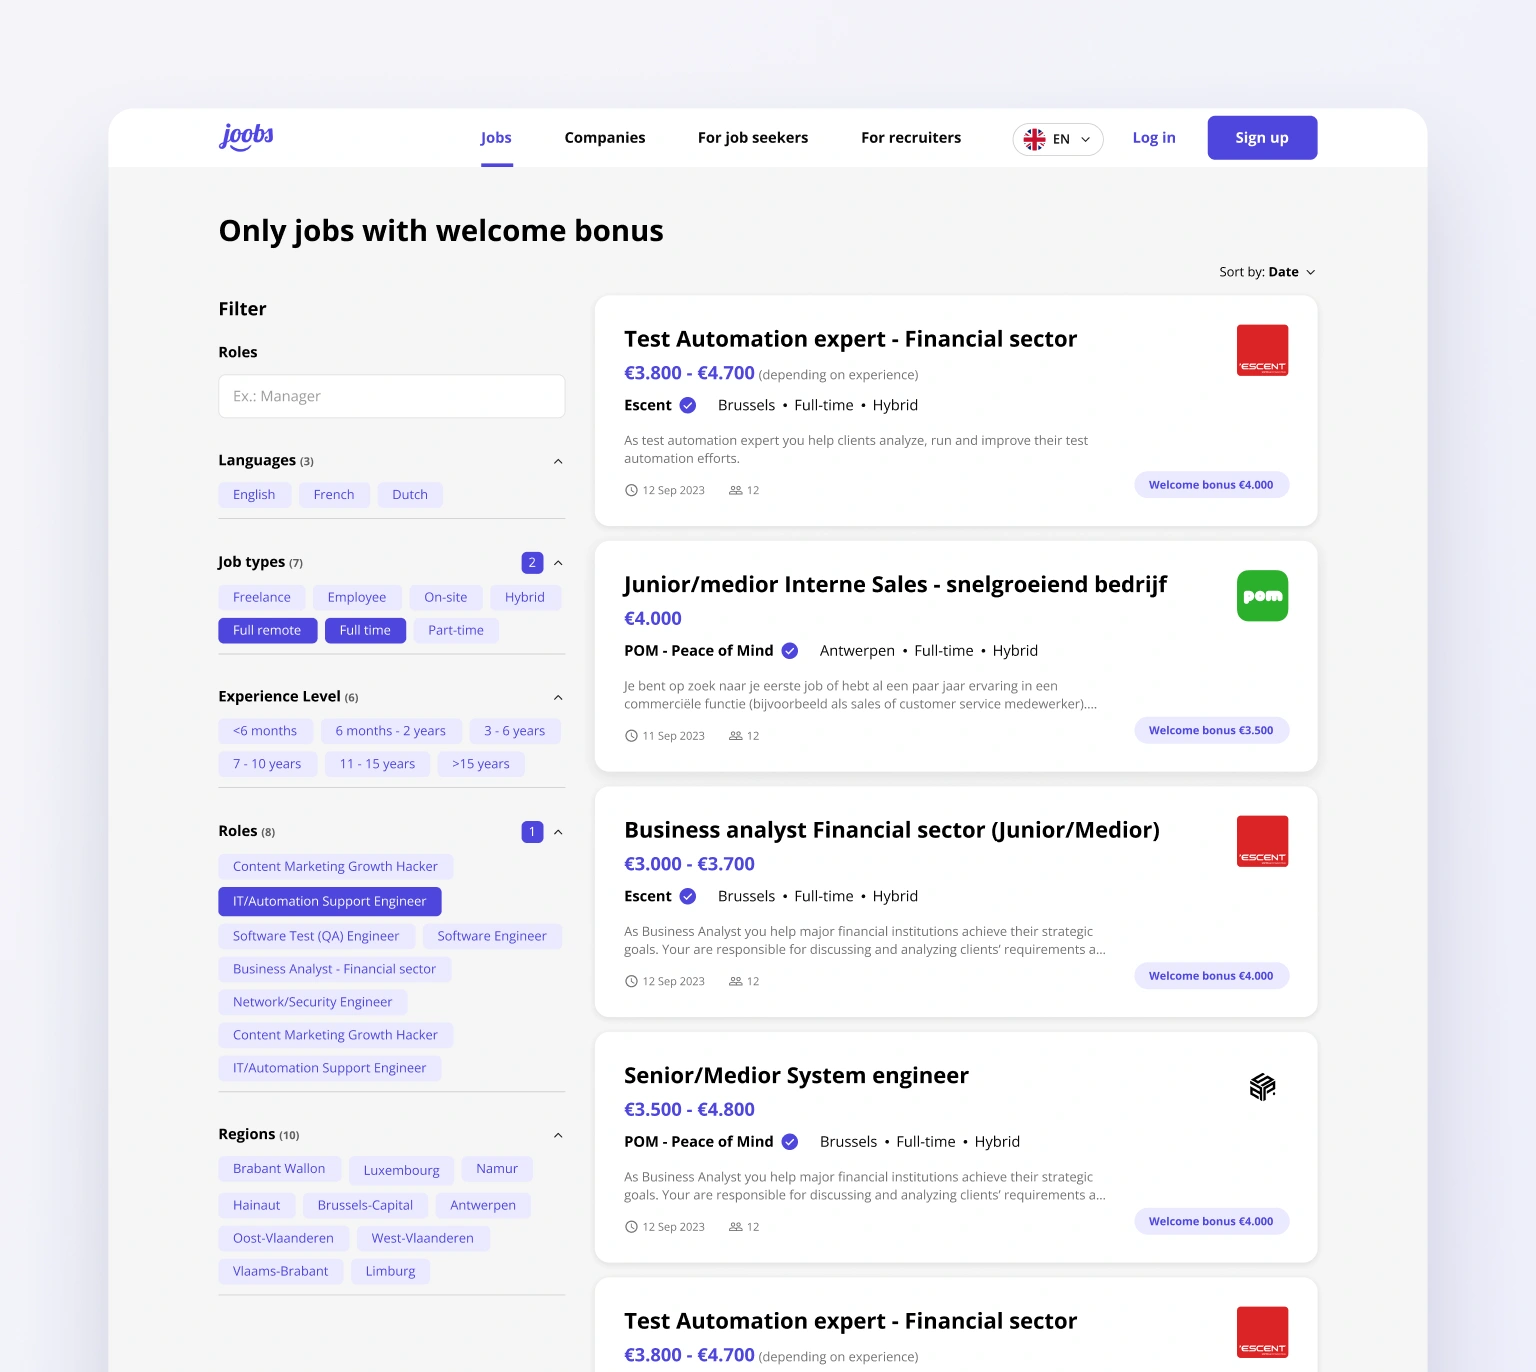 joobs
Jobs
Companies
For job seekers
For recruiters
EN
Log in
Sign up
Only jobs with welcome bonus
Sort by: Date
Filter
Roles
Ex.: Manager
Languages (3)
English French Dutch
Job types (7) 2
Freelance Employee On-site Hybrid
Full remote Full time Part-time
Experience Level (6)
<6 months 6 months - 2 years 3 - 6 years
7 - 10 years 11 - 15 years >15 years
Roles (8) 1
Content Marketing Growth Hacker
IT/Automation Support Engineer
Software Test (QA) Engineer Software Engineer
Business Analyst - Financial sector
Network/Security Engineer
Content Marketing Growth Hacker
IT/Automation Support Engineer
Regions (10)
Brabant Wallon Luxembourg Namur
Hainaut Brussels-Capital Antwerpen
Oost-Vlaanderen West-Vlaanderen
Vlaams-Brabant Limburg
Test Automation expert - Financial sector
€3.800 - €4.700 (depending on experience)
Escent Brussels • Full-time • Hybrid
As test automation expert you help clients analyze, run and improve their test
automation efforts.
12 Sep 2023 12
Welcome bonus €4.000
ESCENT
Junior/medior Interne Sales - snelgroeiend bedrijf
€4.000
POM - Peace of Mind Antwerpen • Full-time • Hybrid
Je bent op zoek naar je eerste job of hebt al een paar jaar ervaring in een
commerciële functie (bijvoorbeeld als sales of customer service medewerker)....
11 Sep 2023 12
Welcome bonus €3.500
pom
Business analyst Financial sector (Junior/Medior)
€3.000 - €3.700
Escent Brussels • Full-time • Hybrid
As Business Analyst you help major financial institutions achieve their strategic
goals. Your are responsible for discussing and analyzing clients’ requirements a...
12 Sep 2023 12
Welcome bonus €4.000
ESCENT
Senior/Medior System engineer
€3.500 - €4.800
POM - Peace of Mind Brussels • Full-time • Hybrid
As Business Analyst you help major financial institutions achieve their strategic
goals. Your are responsible for discussing and analyzing clients’ requirements a...
12 Sep 2023 12
Welcome bonus €4.000
Test Automation expert - Financial sector
€3.800 - €4.700 (depending on experience)
ESCENT